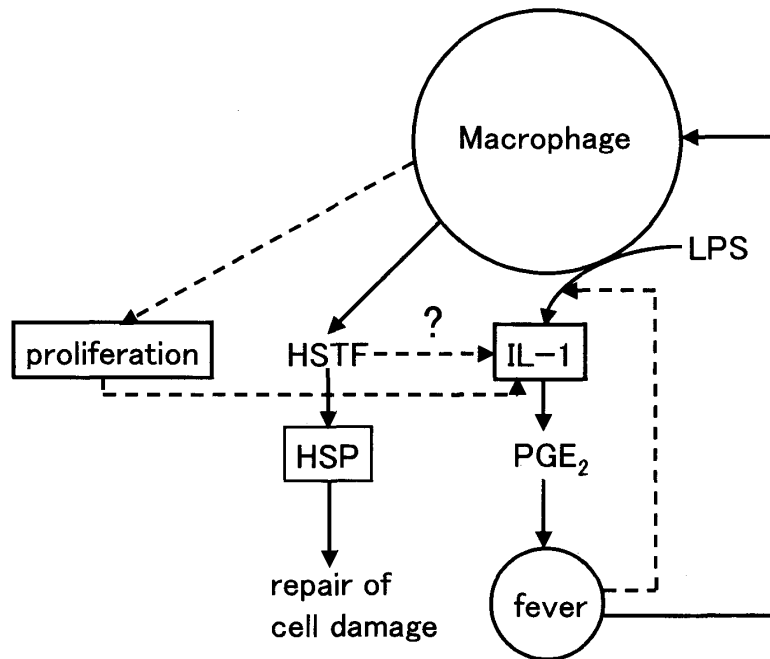 Macrophage
LPS
?
proliferation
HSTF
IL-1
HSP
PGE₂
repair of
cell damage
fever